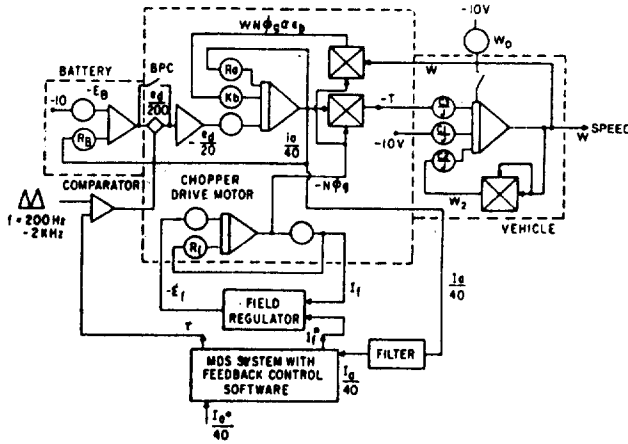 -10V
WNϕgαeb
W0
BATTERY
BPC
Ra
W
-EB
ed/200
Kb
-T
-10
-ed/20
-10V
SPEED
W
RB
ia/40
COMPARATOR
CHOPPER
DRIVE MOTOR
-Nϕg
W2
VEHICLE
f = 200 Hz
-2KHz
Rf
-Ef
If
Ia/40
FIELD
REGULATOR
τ
If*
FILTER
MDS SYSTEM WITH
FEEDBACK CONTROL
SOFTWARE
Ia/40
Ia*/40